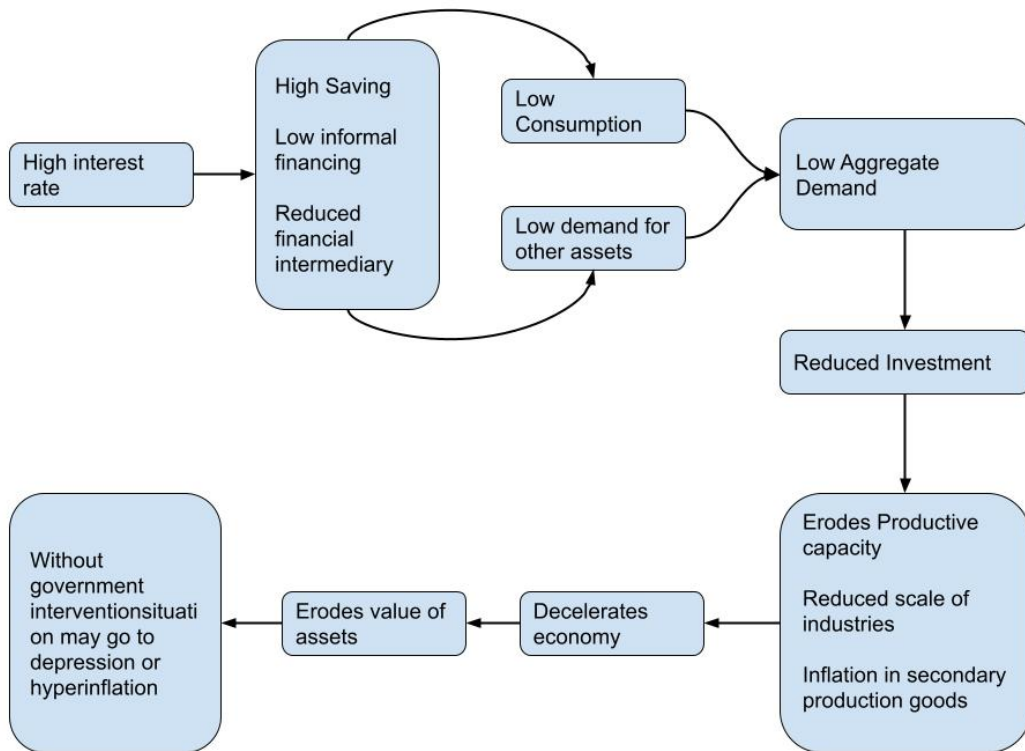 High interest
rate
High Saving
Low informal
financing
Reduced
financial
intermediary
Low
Consumption
Low demand for
other assets
Low Aggregate
Demand
Reduced Investment
Erodes Productive
capacity
Reduced scale of
industries
Inflation in secondary
production goods
Decelerates
economy
Erodes value of
assets
Without
government
interventionsituati
on may go to
depression or
hyperinflation